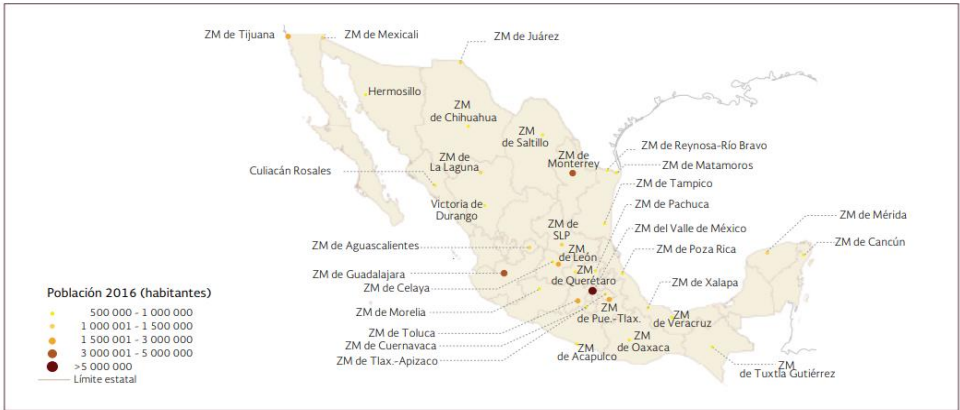 ZM de Tijuana
ZM de Mexicali
ZM de Juárez
Hermosillo
ZM
de Chihuahua
ZM
de Saltillo
ZM de
Monterrey
ZM de Reynosa-Río Bravo
ZM de Matamoros
ZM de
La Laguna
Culiacán Rosales
ZM de Tampico
Victoria de
Durango
ZM de Pachuca
ZM de
SLP
ZM del Valle de México
ZM de Mérida
ZM de Aguascalientes
ZM
de León
ZM de Poza Rica
ZM de Cancún
ZM de Guadalajara
ZM
de Querétaro
ZM de Celaya
ZM de Xalapa
ZM de Morelia
ZM
de Pue.-Tlax.
ZM
de Veracruz
ZM de Toluca
ZM de Cuernavaca
ZM de Tlax.-Apizaco
ZM
de Acapulco
ZM
de Oaxaca
ZM
de Tuxtla Gutiérrez
Población 2016 (habitantes)
500 000 - 1 000 000
1 000 001 - 1 500 000
1 500 001 - 3 000 000
3 000 001 - 5 000 000
>5 000 000
Límite estatal